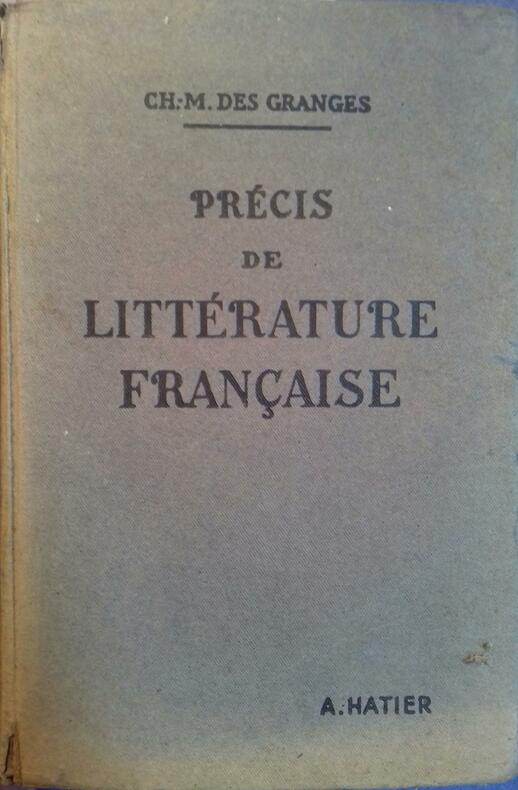 CH.-M. DES GRANGES
PRÉCIS
DE
LITTÉRATURE
FRANÇAISE
A. HATIER